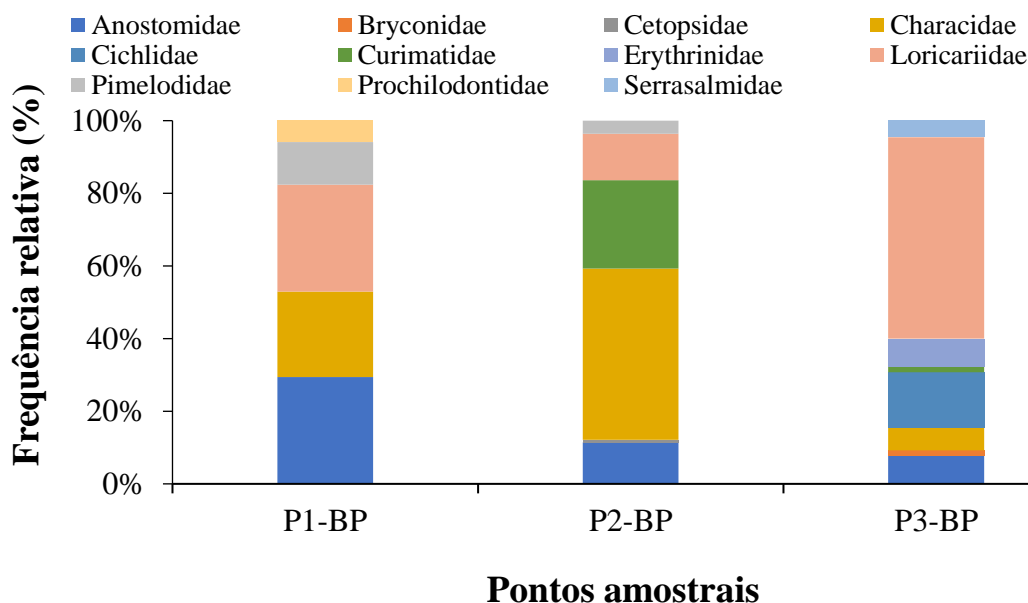 Anostomidae Bryconidae Cetopsidae Characidae
Cichlidae Curimatidae Erythrinidae Loricariidae
Pimelodidae Prochilodontidae Serrasalmidae
Frequência relativa (%)
100%
80%
60%
40%
20%
0%
P1-BP P2-BP P3-BP
Pontos amostrais